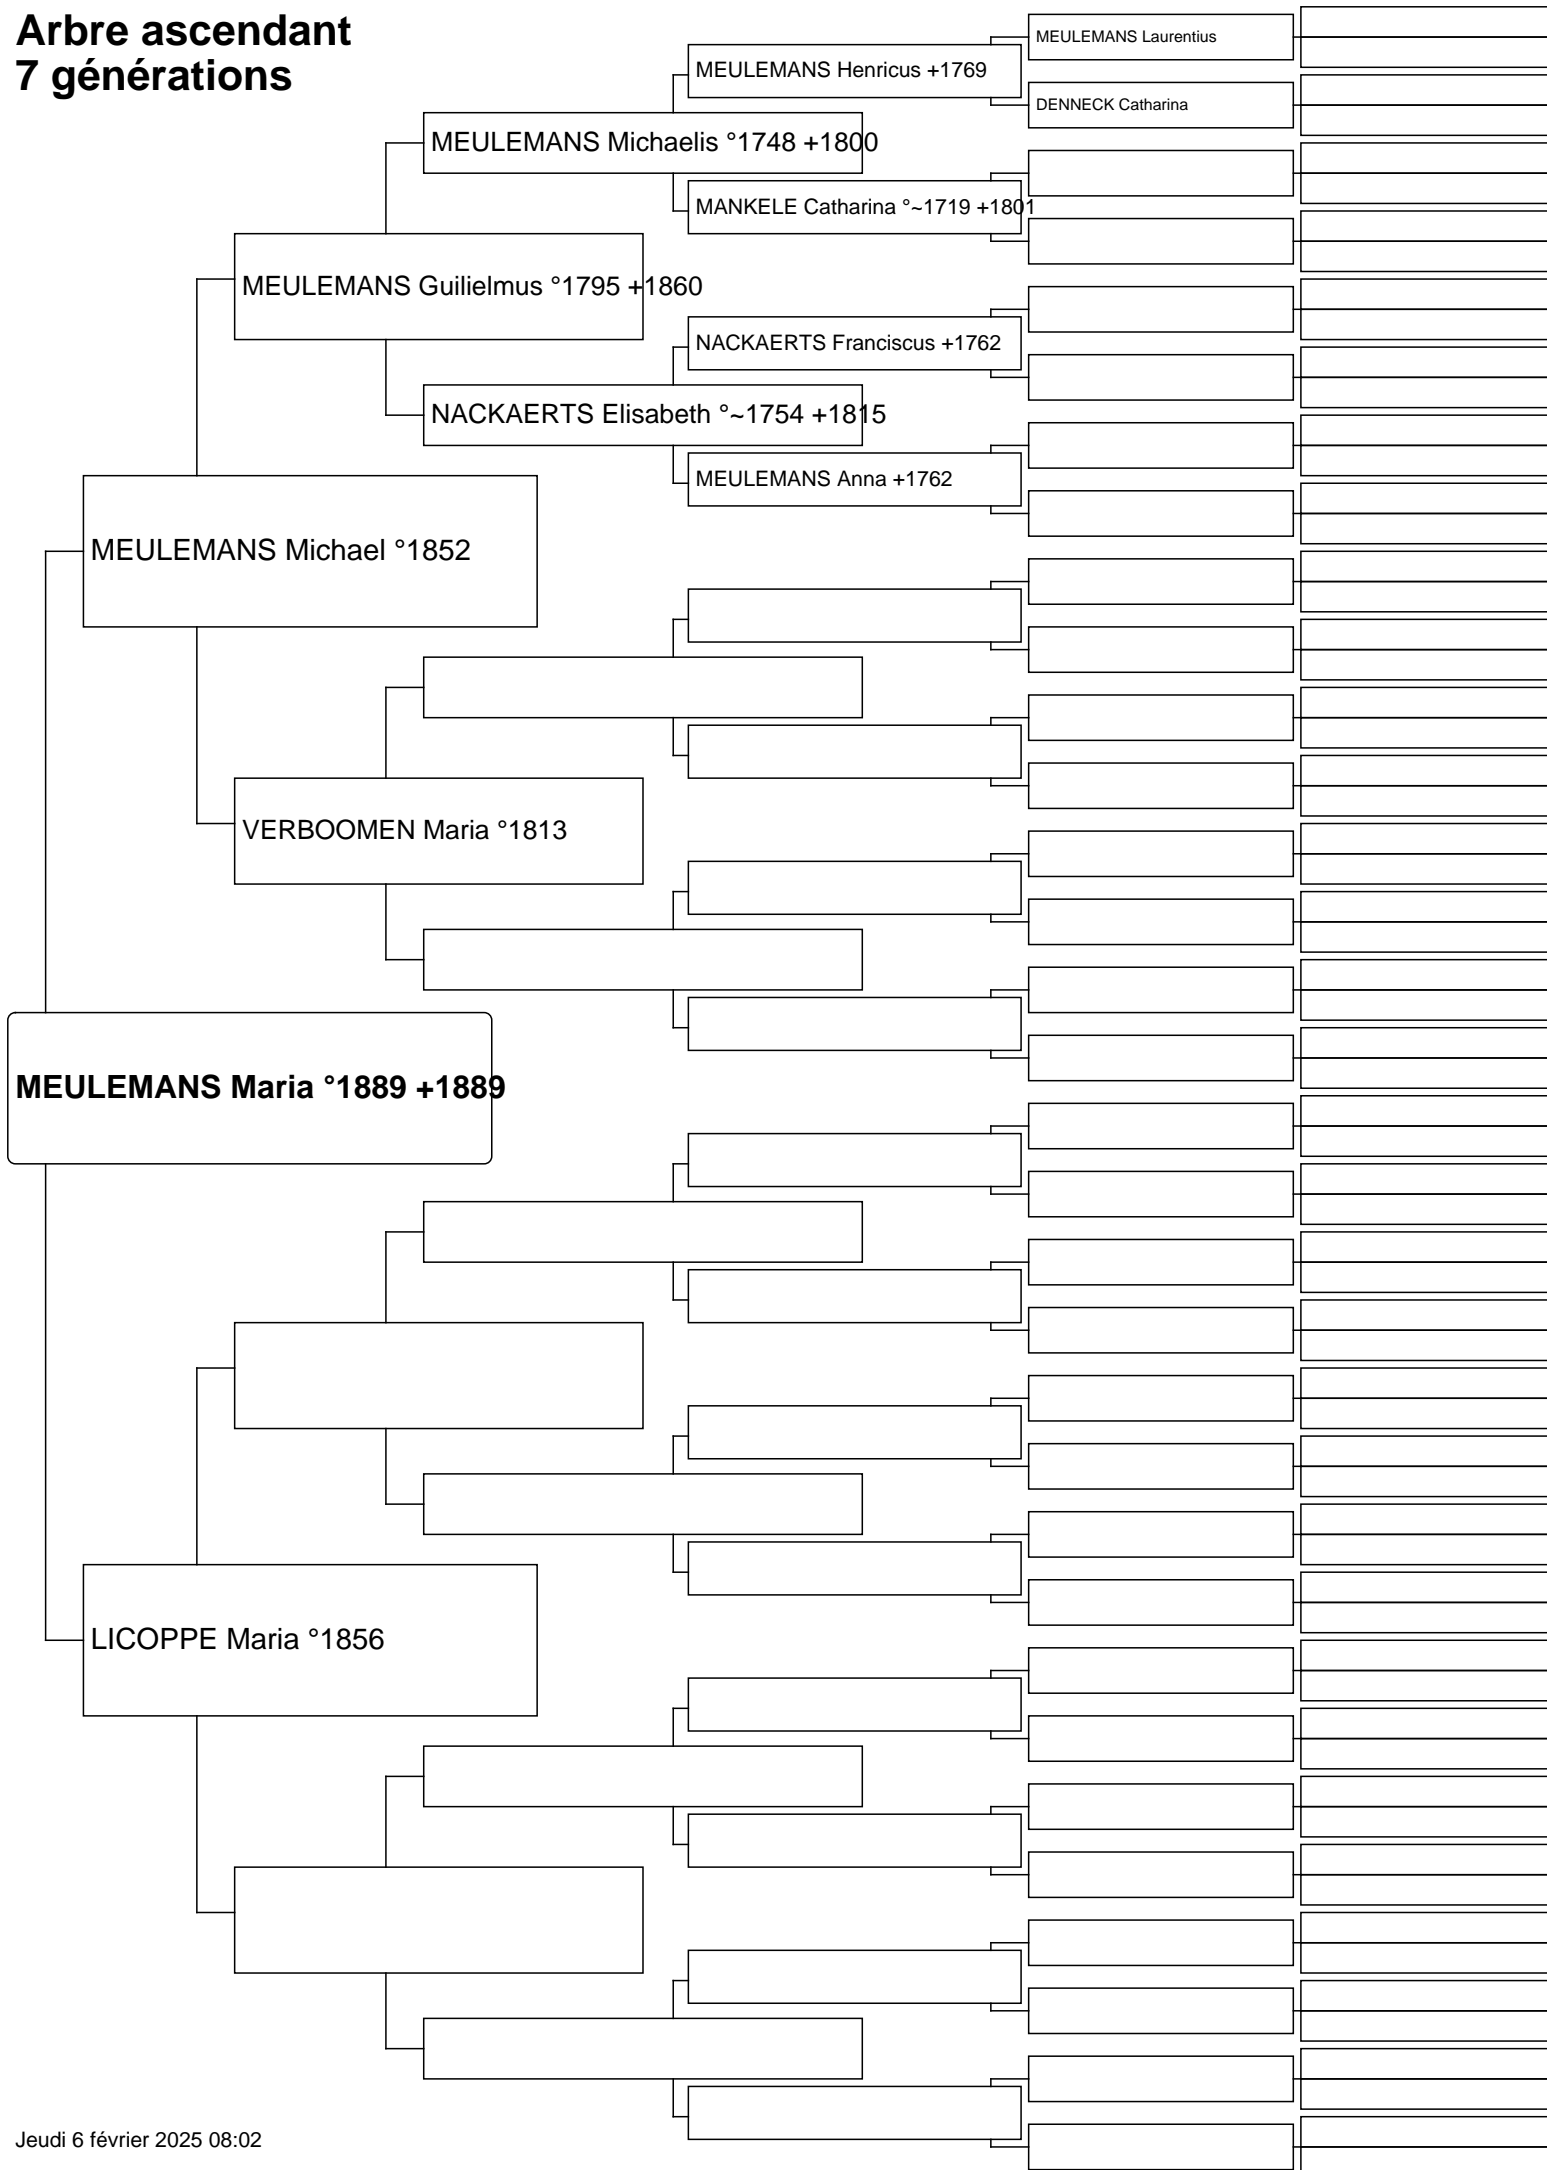 Arbre ascendant
7 générations
MEULEMANS Laurentius
MEULEMANS Henricus +1769
DENNECK Catharina
MEULEMANS Michaelis °1748 +1800
MANKELE Catharina °~1719 +1801
MEULEMANS Guilielmus °1795 +1860
NACKAERTS Franciscus +1762
NACKAERTS Elisabeth °~1754 +1815
MEULEMANS Anna +1762
MEULEMANS Michael °1852
VERBOOMEN Maria °1813
MEULEMANS Maria °1889 +1889
LICOPPE Maria °1856
Jeudi 6 février 2025 08:02